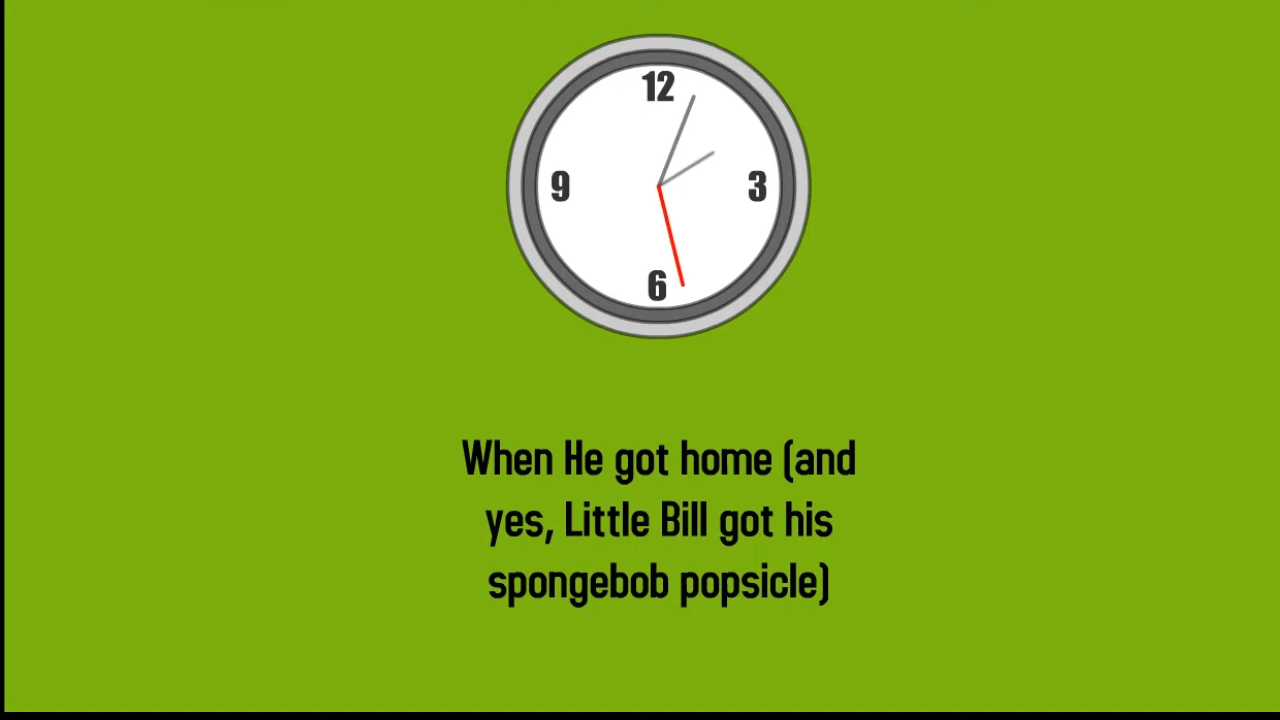 12
9
3
6
When He got home (and
yes, Little Bill got his
spongebob popsicle)